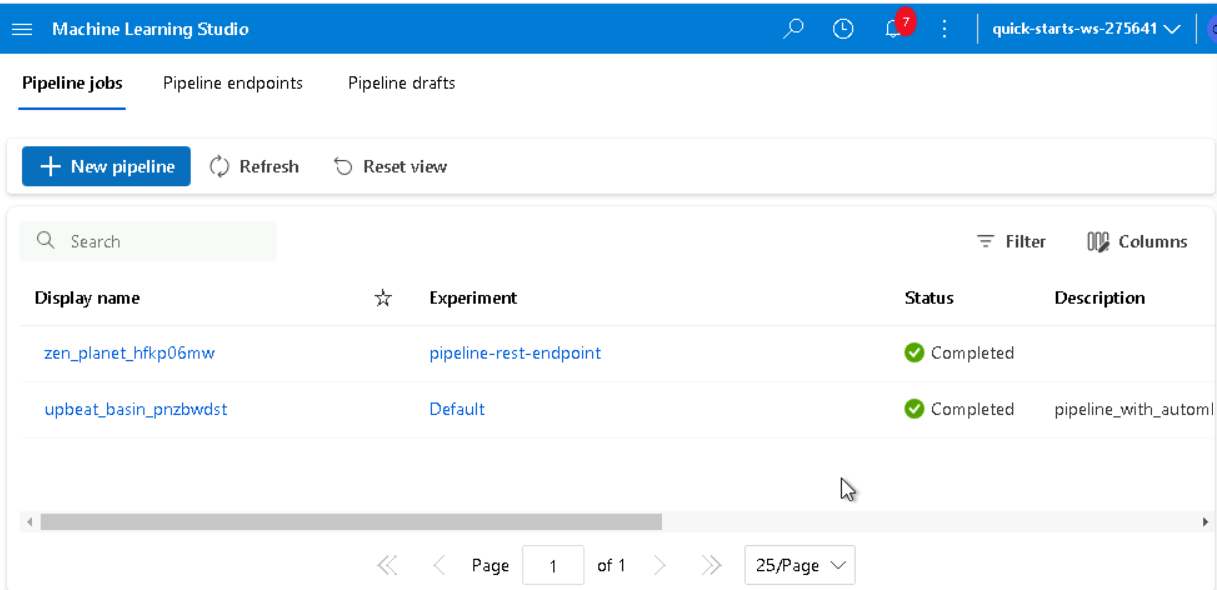 Machine Learning Studio 7 quick-starts-ws-275641
Pipeline jobs Pipeline endpoints Pipeline drafts
New pipeline Refresh Reset view
Search Filter Columns
Display name Experiment Status Description
zen_planet_hfkp06mw pipeline-rest-endpoint Completed
upbeat_basin_pnzbwdst Default Completed pipeline_with_automl
Page 1 of 1 25/Page